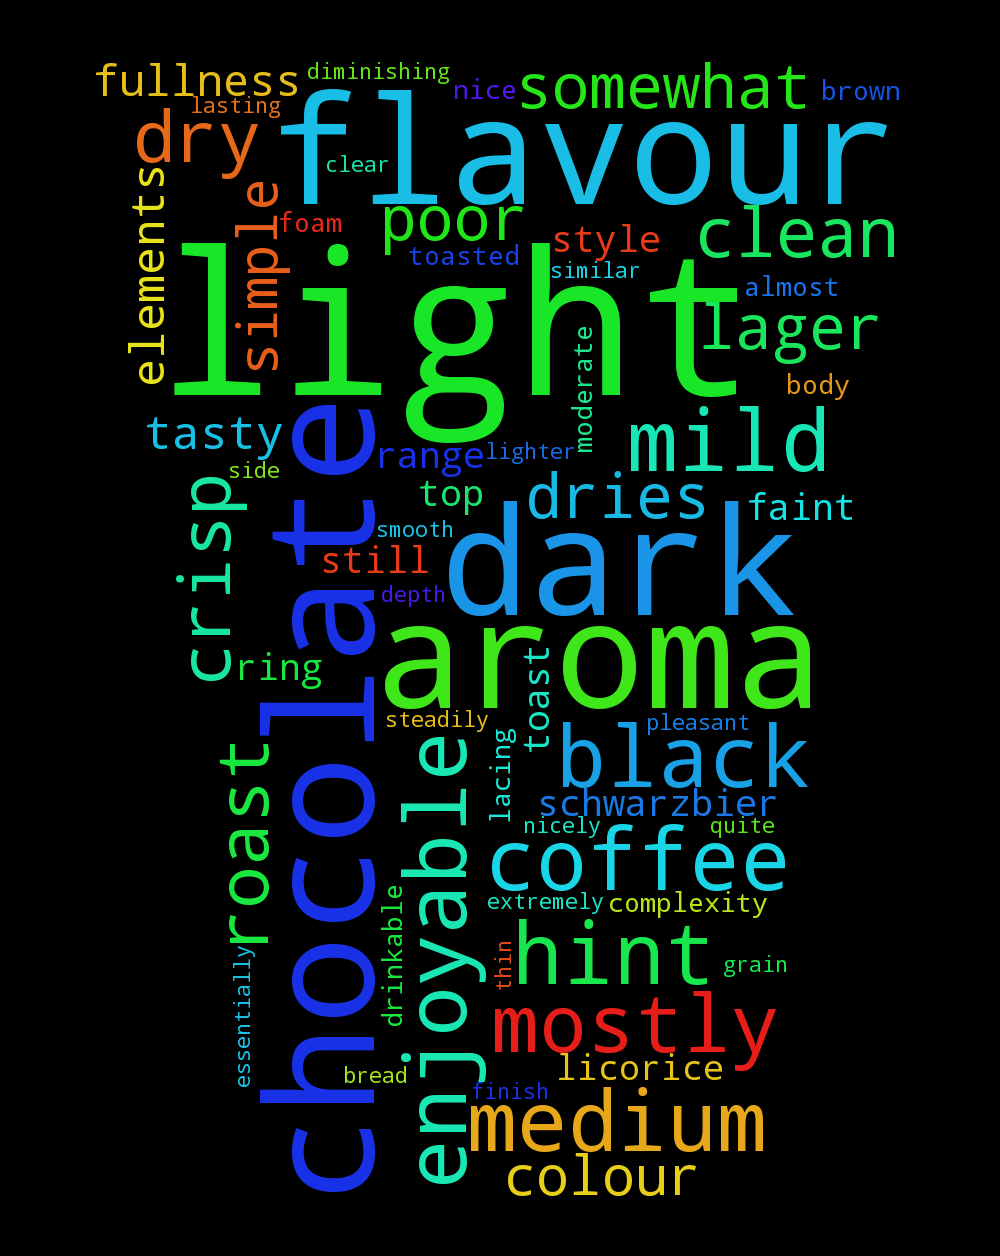 fullness
diminishing
nice
somewhat
brown
lasting
dry
flavour
clear
elements
simple
foam
poor
style
clean
toasted
similar
almost
light
lager
moderate
body
tasty
mild
range
lighter
side
top
dries
faint
crisp
smooth
still
dark
depth
chocolate
aroma
ring
toast
steadily
pleasant
lacing
black
roast
enjoyable
schwarzbier
nicely
quite
coffee
extremely
complexity
drinkable
hint
thin
grain
essentially
mostly
bread
licorice
finish
medium
colour